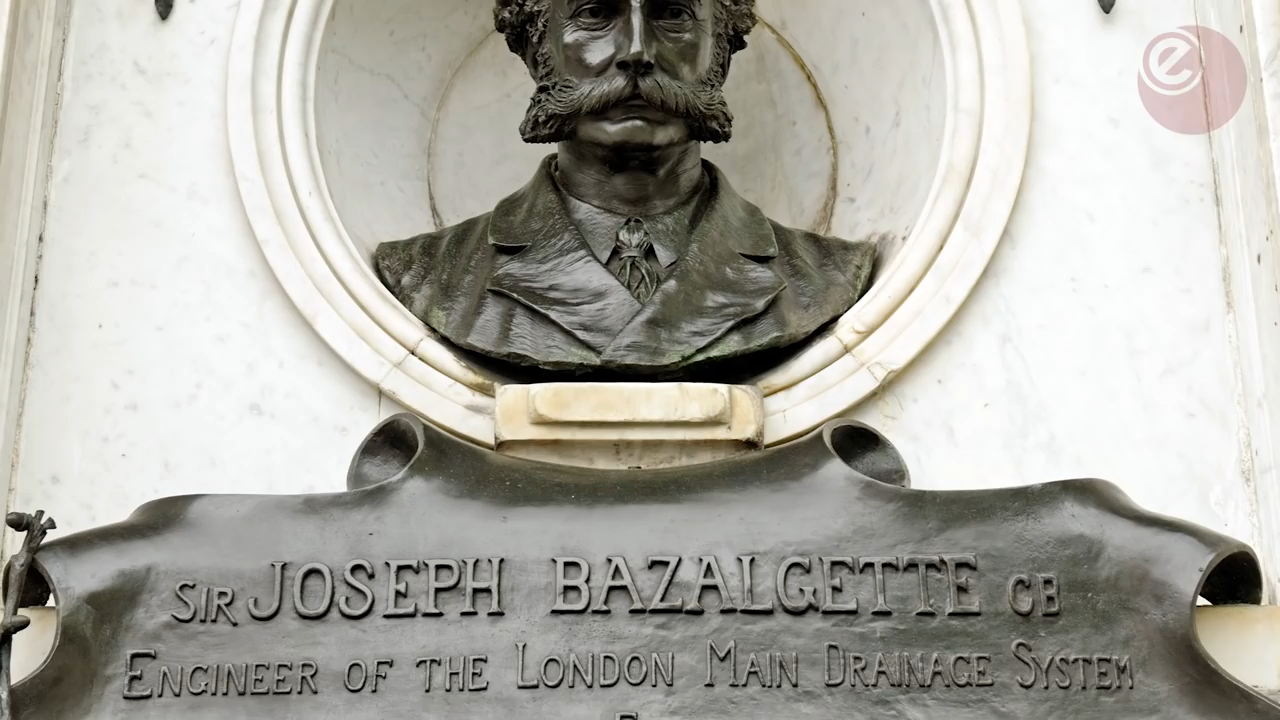 SIR JOSEPH BAZALGETTE CB
ENGINEER OF THE LONDON MAIN DRAINAGE SYSTEM